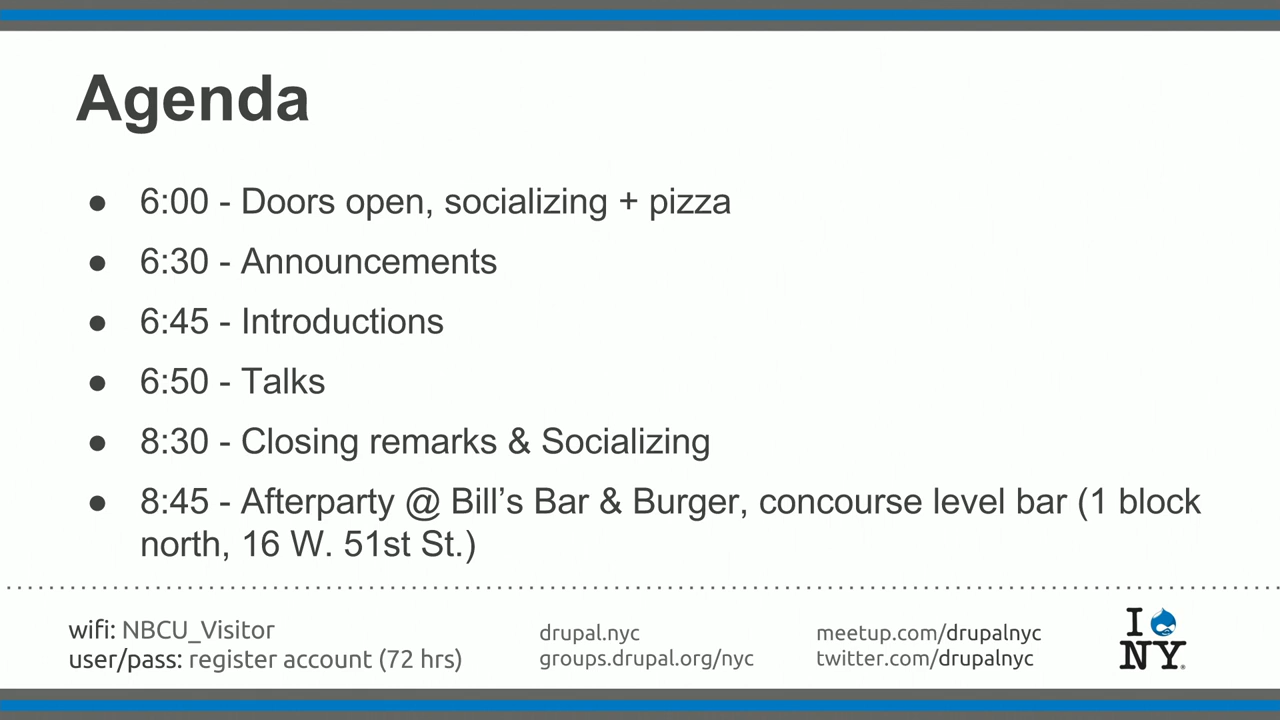 Agenda
● 6:00 - Doors open, socializing + pizza
● 6:30 - Announcements
● 6:45 - Introductions
● 6:50 - Talks
● 8:30 - Closing remarks & Socializing
● 8:45 - Afterparty @ Bill’s Bar & Burger, concourse level bar (1 block
north, 16 W. 51st St.)
wifi: NBCU_Visitor
user/pass: register account (72 hrs)
drupal.nyc
groups.drupal.org/nyc
meetup.com/drupalnyc
twitter.com/drupalnyc
I
NY®